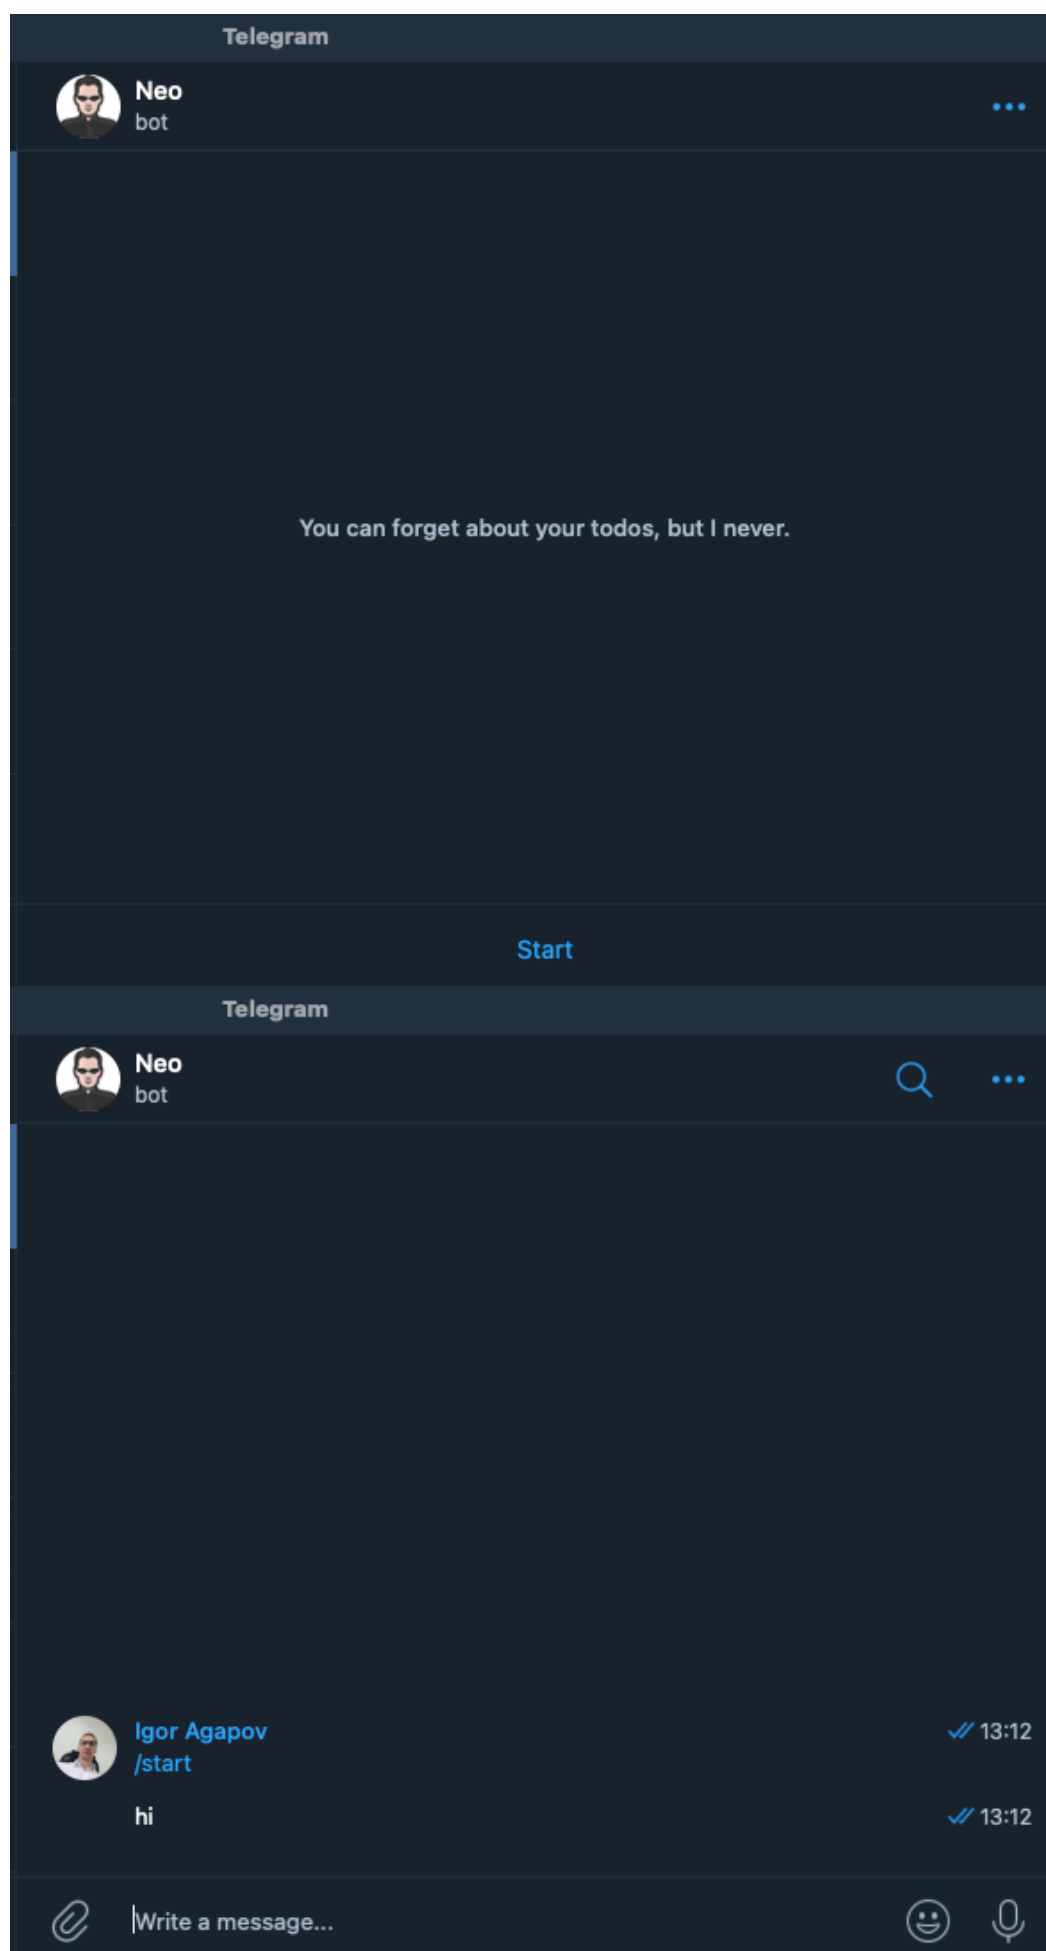 Telegram
Neo
bot
You can forget about your todos, but I never.
Start
Telegram
Neo
bot
Igor Agapov 13:12
/start
hi 13:12
Write a message...